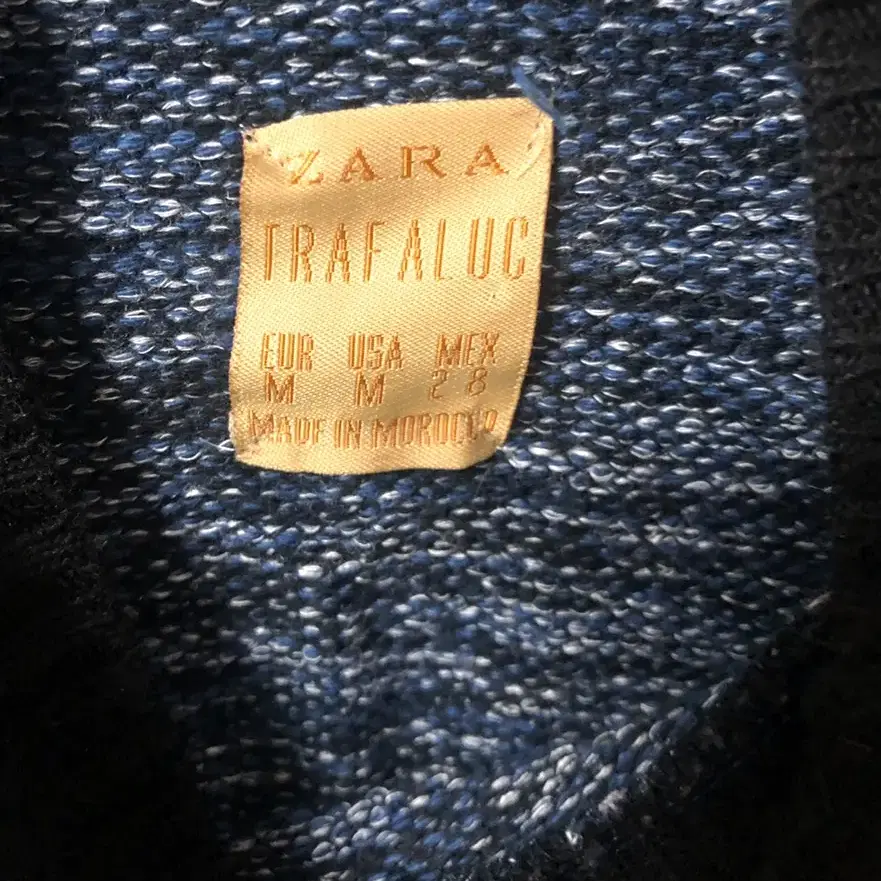 ZARA
TRAFALUC
EUR USA MEX
M M 28
MADE IN MOROCCO